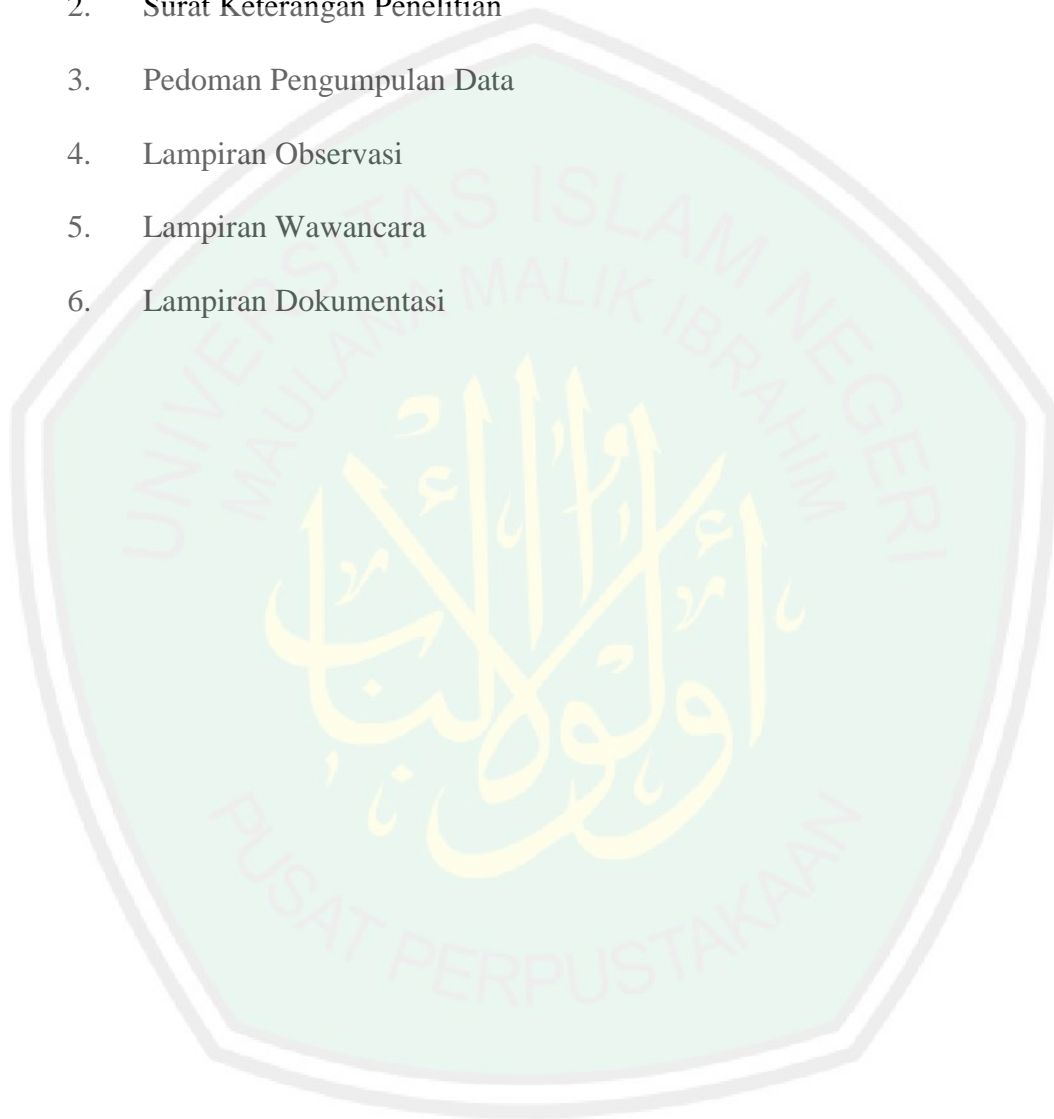 2. Surat Keterangan Penelitian
3. Pedoman Pengumpulan Data
4. Lampiran Observasi
5. Lampiran Wawancara
6. Lampiran Dokumentasi
UNIVERSITAS ISLAM NEGERI
MAULANA MALIK IBRAHIM
أولوا الألباب
PUSAT PERPUSTAKAAN